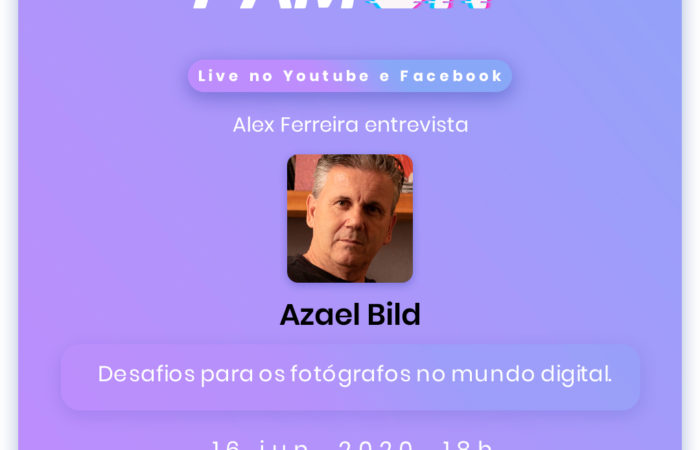 Live no Youtube e Facebook
Alex Ferreira entrevista
Azael Bild
Desafios para os fotógrafos no mundo digital.
16 jun 2020 18h